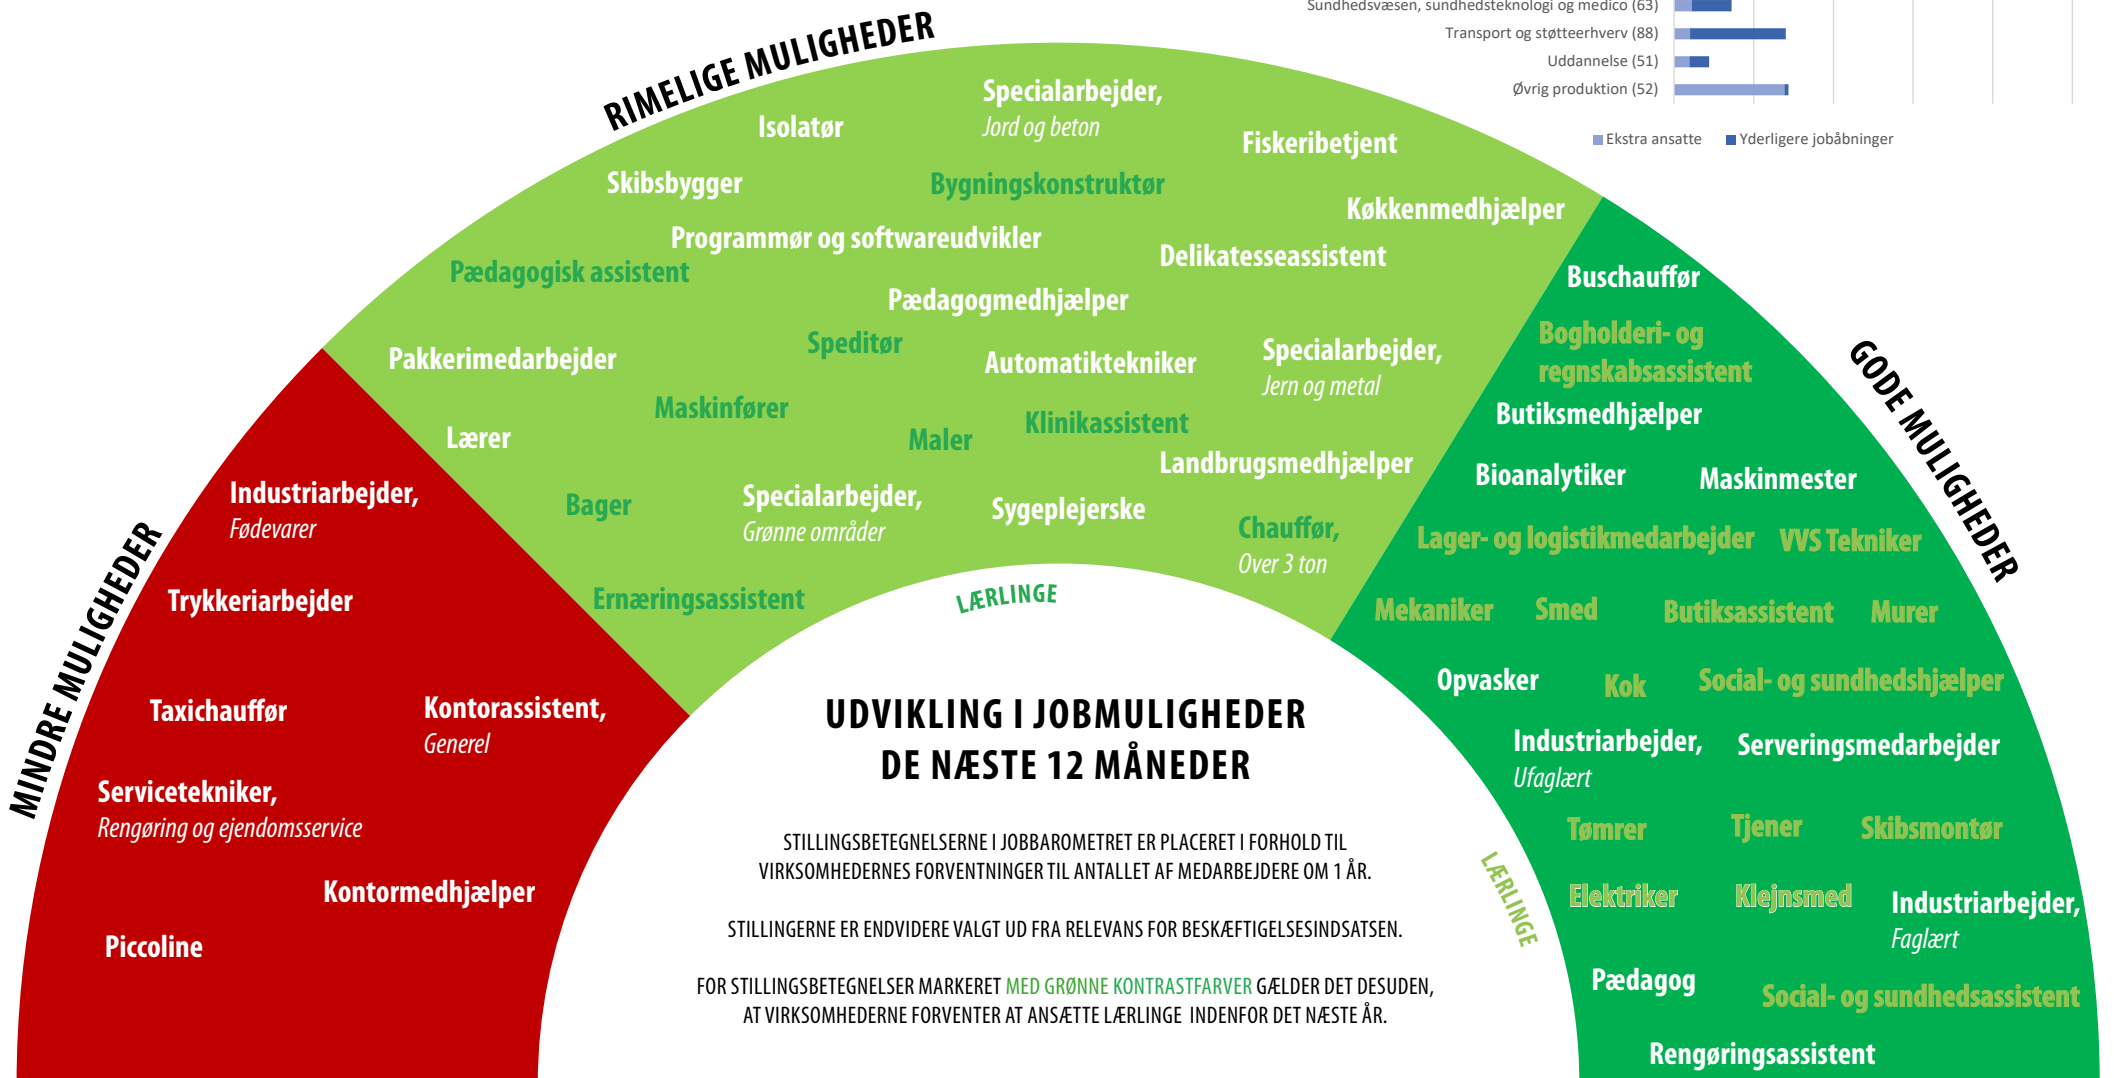 Sundhedsvæsen, sundhedsteknologi og medico (63)
Transport og støtteerhverv (88)
Uddannelse (51)
Øvrig produktion (52)
Ekstra ansatte
Yderligere jobåbninger
RIMELIGE MULIGHEDER
Specialarbejder,
Jord og beton
Isolatør
Fiskeribetjent
Skibsbygger
Bygningskonstruktør
Køkkenmedhjælper
Programmør og softwareudvikler
Delikatesseassistent
Pædagogisk assistent
Pædagogmedhjælper
Speditør
Pakkerimedarbejder
Automatiktekniker
Specialarbejder,
Jern og metal
Maskinfører
Klinikassistent
Lærer
Maler
Landbrugsmedhjælper
Bager
Specialarbejder,
Grønne områder
Sygeplejerske
Chauffør,
Over 3 ton
Ernæringsassistent
LÆRLINGE
MINDRE MULIGHEDER
Industriarbejder,
Fødevarer
Trykkeriarbejder
Taxichauffør
Kontorassistent,
Generel
Servicetekniker,
Rengøring og ejendomsservice
Kontormedhjælper
Piccoline
GODE MULIGHEDER
Buschauffør
Bogholderi- og
regnskabsassistent
Butiksmedhjælper
Bioanalytiker
Maskinmester
Lager- og logistikmedarbejder
VVS Tekniker
Mekaniker
Smed
Butiksassistent
Murer
Opvasker
Kok
Social- og sundhedshjælper
Industriarbejder,
Ufaglært
Serveringsmedarbejder
Tømrer
Tjener
Skibsmontør
LÆRLINGE
Elektriker
Klejnsmed
Industriarbejder,
Faglært
Pædagog
Social- og sundhedsassistent
Rengøringsassistent
UDVIKLING I JOBMULIGHEDER
DE NÆSTE 12 MÅNEDER
STILLINGSBETEGNELSERNE I JOBBAROMETRET ER PLACERET I FORHOLD TIL
VIRKSOMHEDERNES FORVENTNINGER TIL ANTALLET AF MEDARBEJDERE OM 1 ÅR.
STILLINGERNE ER ENDVIDERE VALGT UD FRA RELEVANS FOR BESKÆFTIGELSESINDSATSEN.
FOR STILLINGSBETEGNELSER MARKERET MED GRØNNE KONTRASTFARVER GÆLDER DET DESUDEN,
AT VIRKSOMHEDERNE FORVENTER AT ANSÆTTE LÆRLINGE INDENFOR DET NÆSTE ÅR.